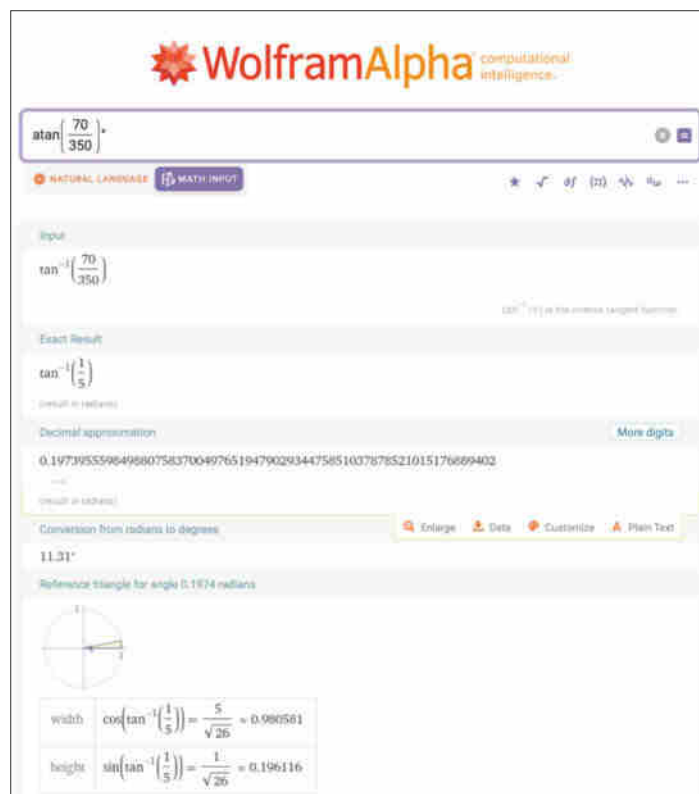 WolframAlpha computational intelligence.
atan(70/350)°
NATURAL LANGUAGE MATH INPUT
Input
tan⁻¹(70/350)
tan⁻¹(x) is the inverse tangent function
Exact Result
tan⁻¹(1/5)
(result in radians)
Decimal approximation More digits
0.1973955598498807583700497651947902934475851037878521015176889402
(result in radians)
Conversion from radians to degrees Enlarge Data Customize A Plain Text
11.31°
Reference triangle for angle 0.1974 radians
1
1
width cos(tan⁻¹(1/5)) = 5/√26 ≈ 0.980581
height sin(tan⁻¹(1/5)) = 1/√26 ≈ 0.196116